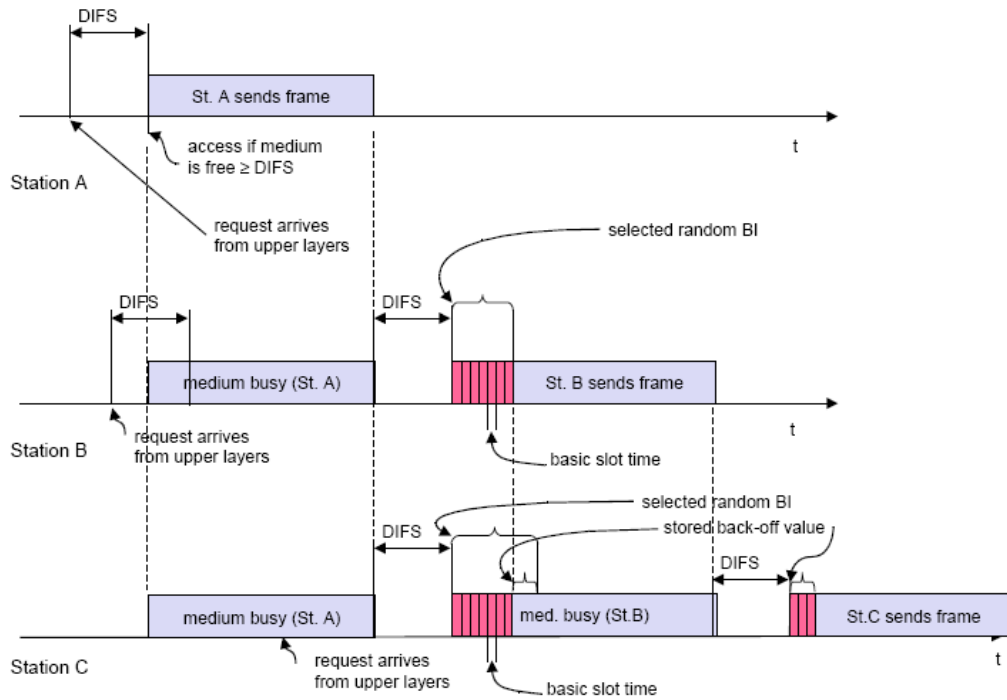 DIFS
St. A sends frame
t
access if medium
is free ≥ DIFS
Station A
request arrives
from upper layers
selected random BI
DIFS
DIFS
medium busy (St. A)
St. B sends frame
t
request arrives
from upper layers
Station B
basic slot time
selected random BI
stored back-off value
DIFS
DIFS
medium busy (St. A)
med. busy (St.B)
St.C sends frame
t
request arrives
from upper layers
Station C
basic slot time